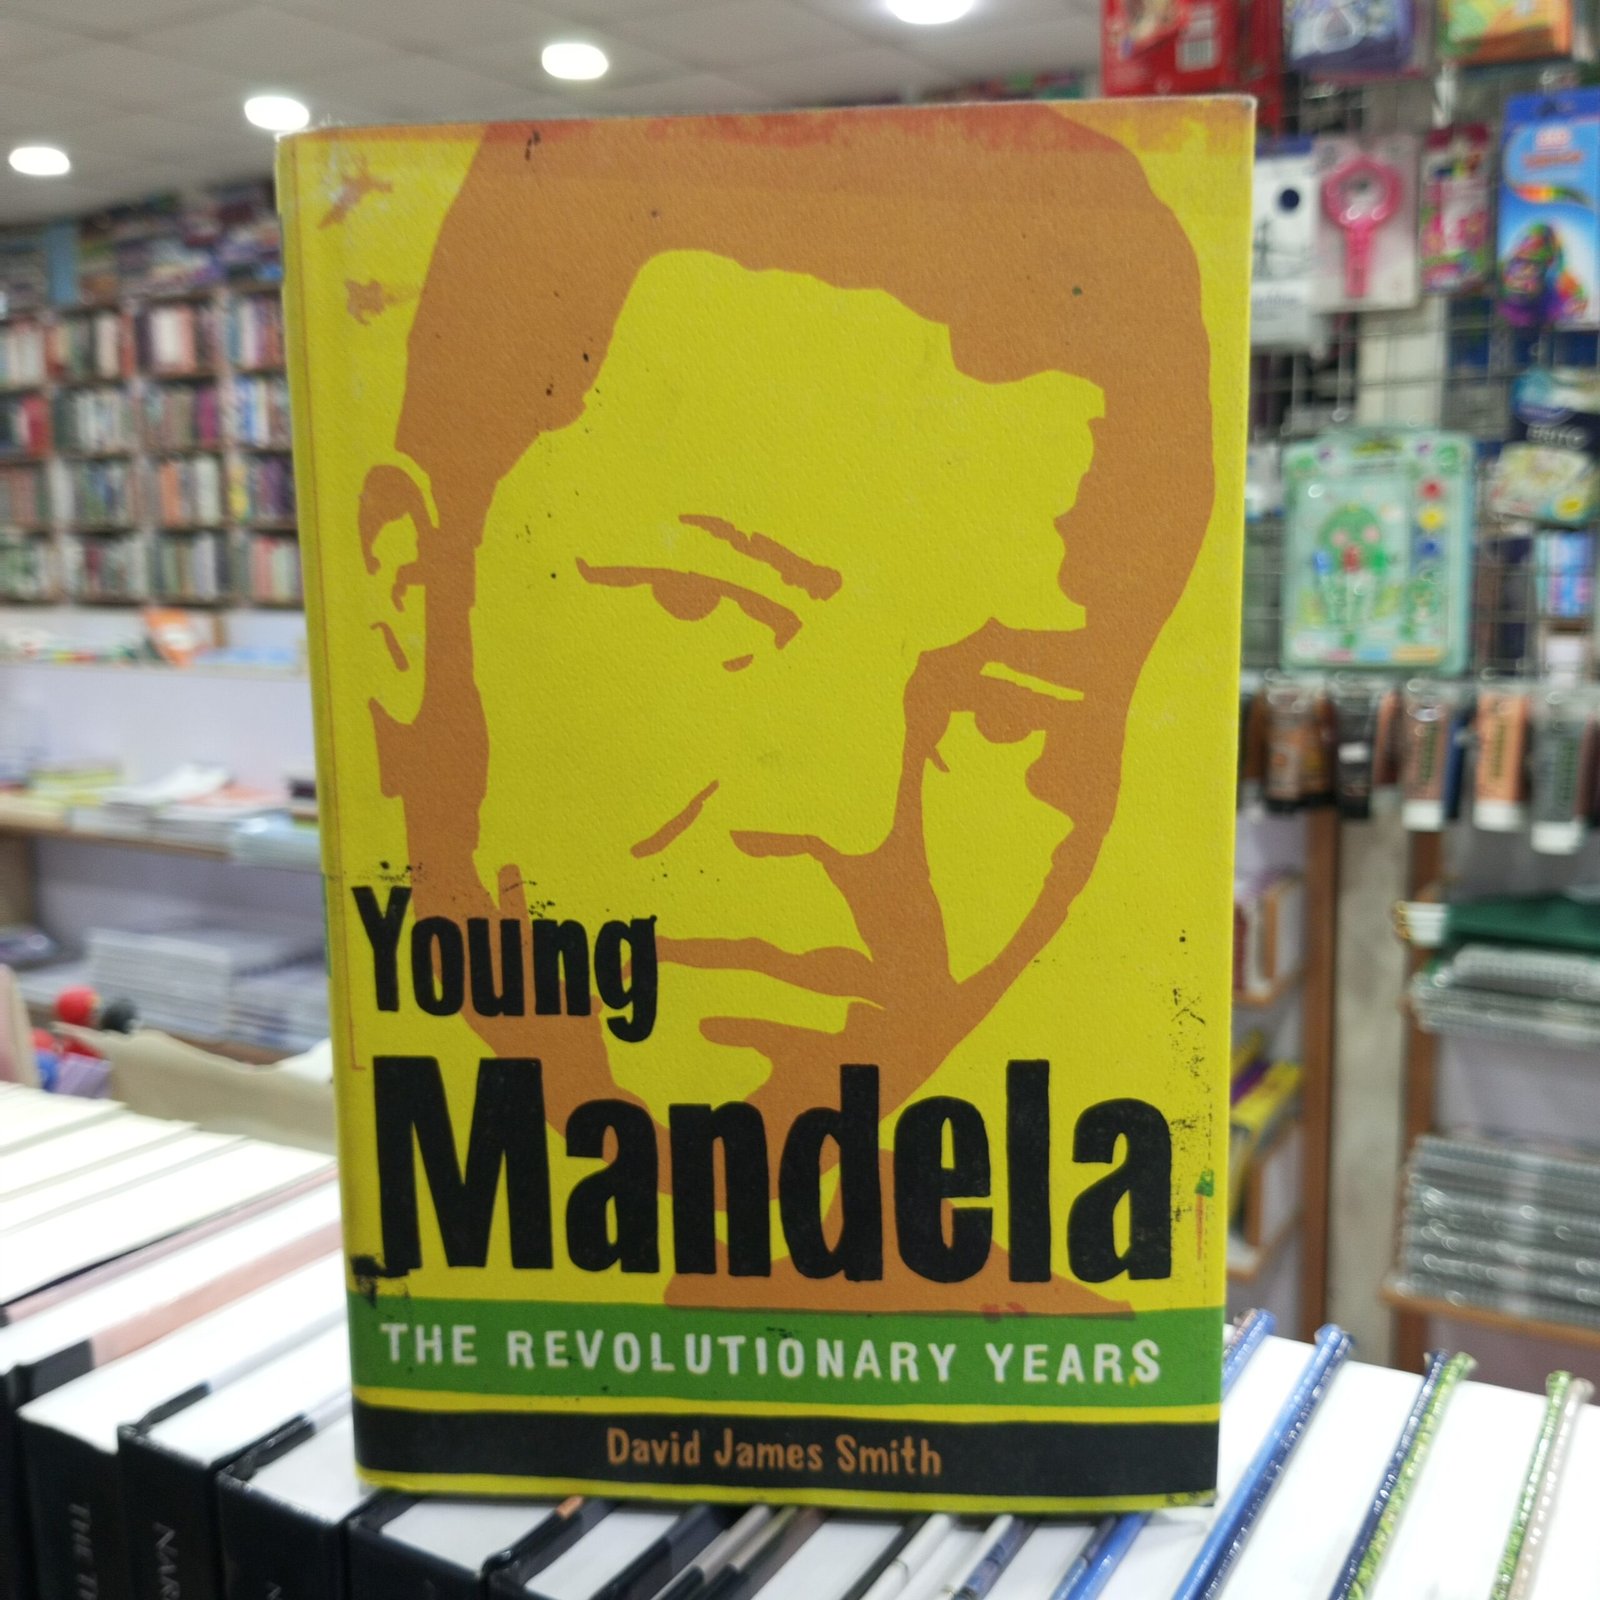 Young
Mandela
THE REVOLUTIONARY YEARS
David James Smith